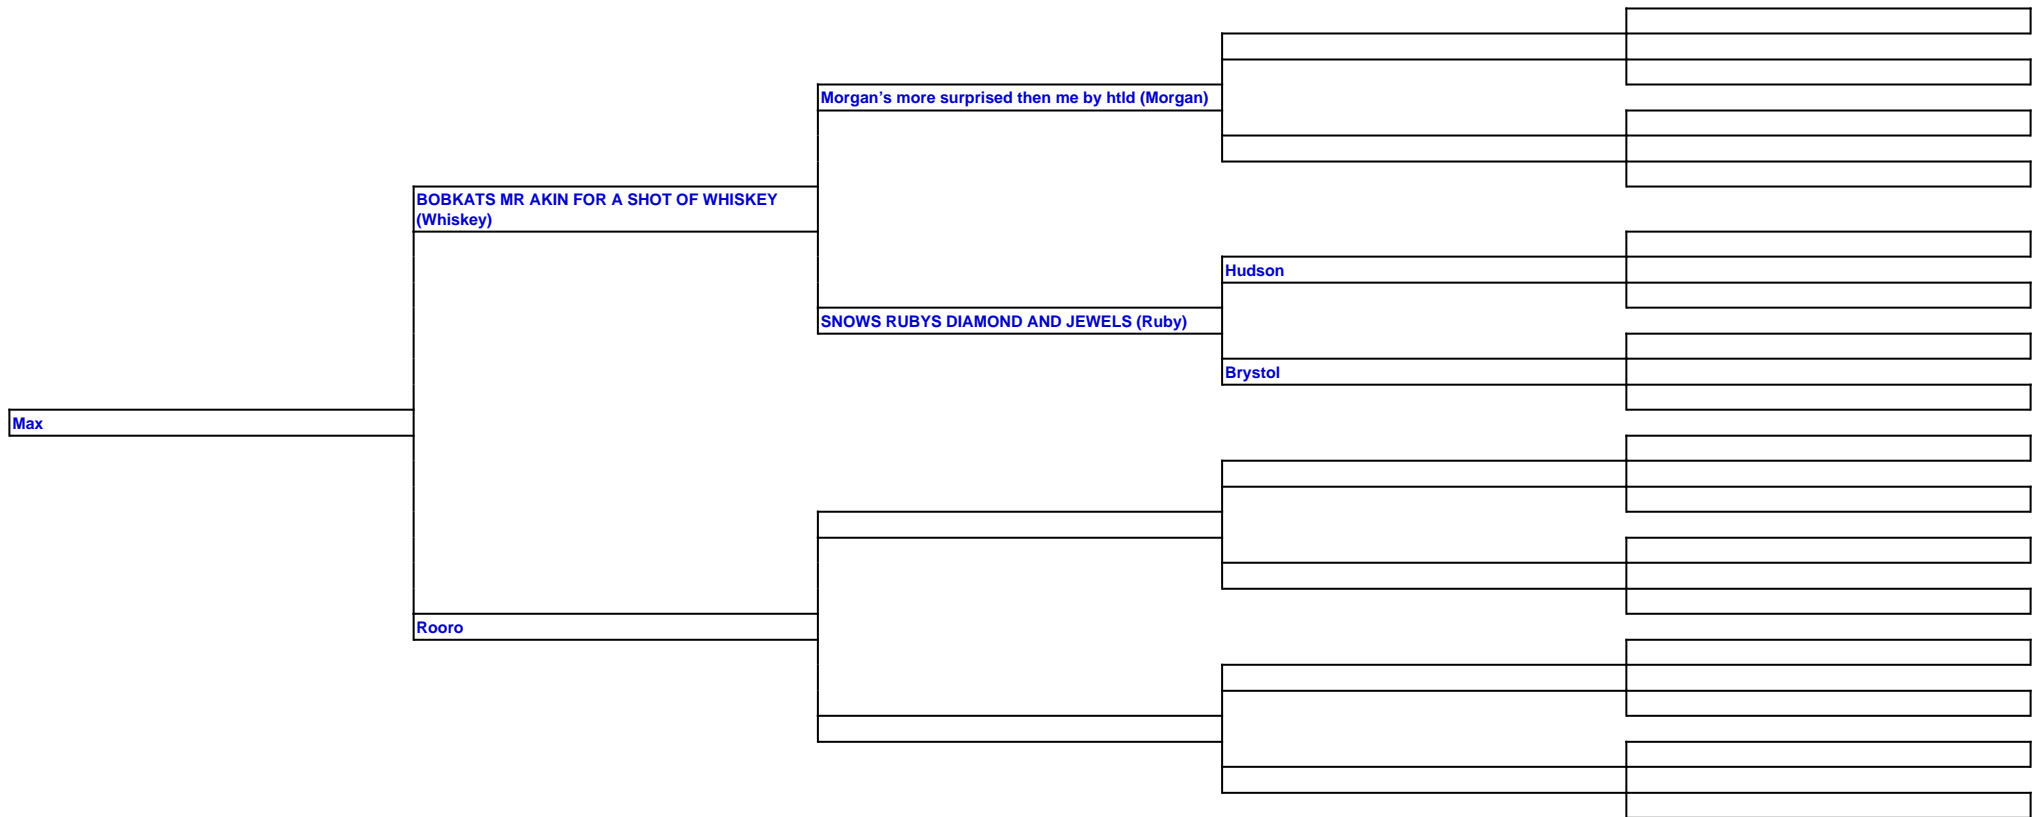 Morgan’s more surprised then me by htld (Morgan)
BOBKATS MR AKIN FOR A SHOT OF WHISKEY
(Whiskey)
Hudson
SNOWS RUBYS DIAMOND AND JEWELS (Ruby)
Brystol
Max
Rooro